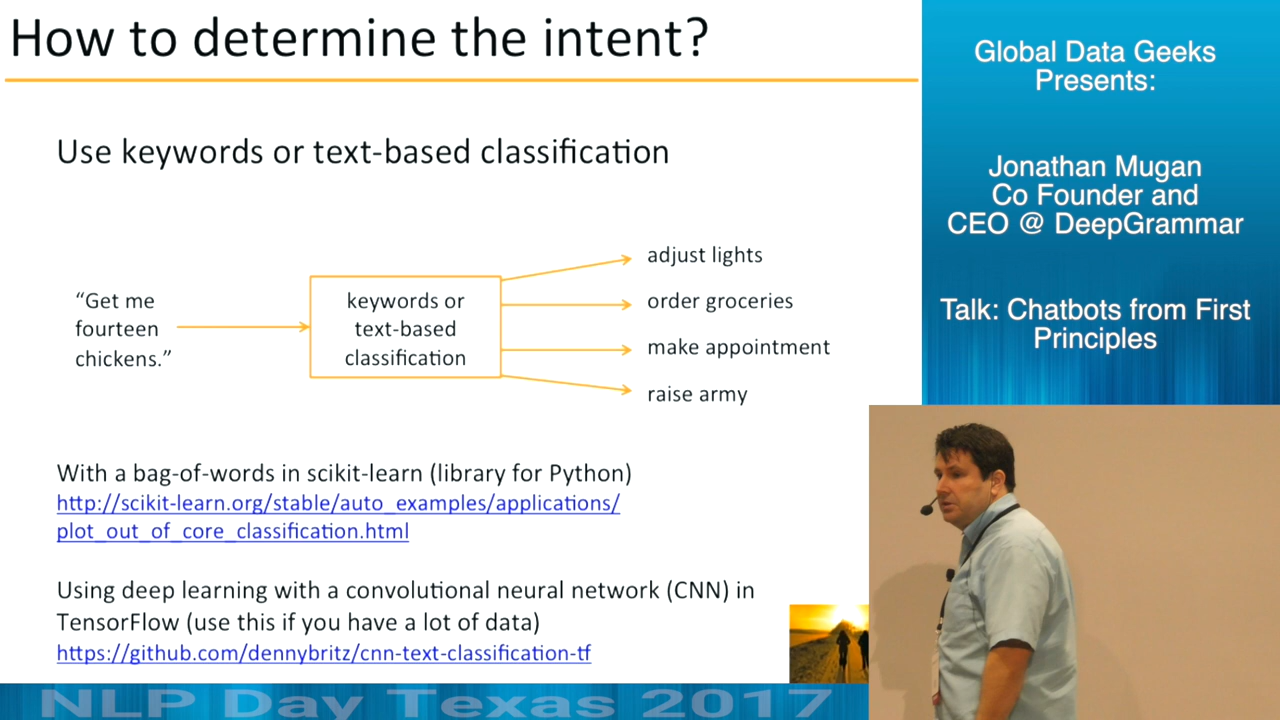 How to determine the intent?
Use keywords or text-based classification
“Get me
fourteen
chickens.”
keywords or
text-based
classification
adjust lights
order groceries
make appointment
raise army
With a bag-of-words in scikit-learn (library for Python)
http://scikit-learn.org/stable/auto_examples/applications/
plot_out_of_core_classification.html
Using deep learning with a convolutional neural network (CNN) in
TensorFlow (use this if you have a lot of data)
https://github.com/dennybritz/cnn-text-classification-tf
Global Data Geeks
Presents:
Jonathan Mugan
Co Founder and
CEO @ DeepGrammar
Talk: Chatbots from First
Principles
NLP Day Texas 2017